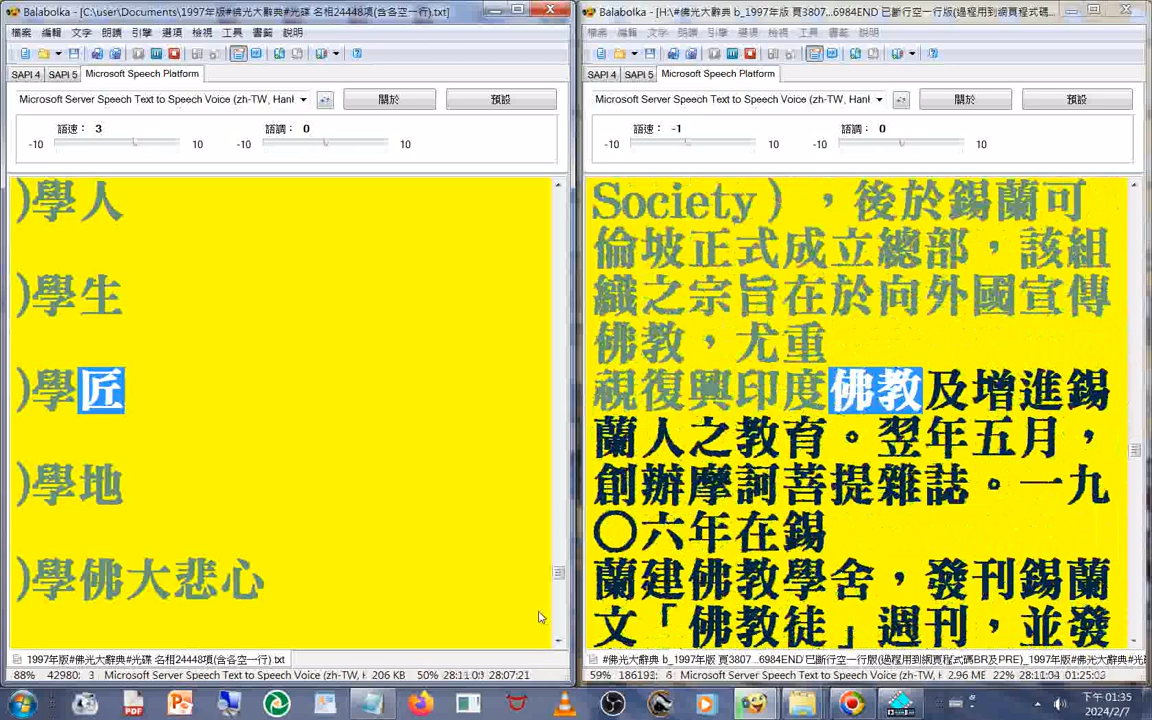 Balabolka - [C:\user\Documents\1997年版#佛光大辭典#光碟 名相24448項(含各空一行).txt]
檔案 編輯 文字 朗讀 引擎 選項 檢視 工具 書籤 說明
SAPI 4 SAPI 5 Microsoft Speech Platform
Microsoft Server Speech Text to Speech Voice (zh-TW, Hanl
關於
預設
語速： 3
語調： 0
-10 10 -10 10
)學人
)學生
)學匠
)學地
)學佛大悲心
1997年版#佛光大辭典#光碟 名相24448項(含各空一行).txt
88% 42980: 3 Microsoft Server Speech Text to Speech Voice (zh-TW, H 206 KB 50% 28:11:0 28:07:21
Balabolka - [H:\#佛光大辭典 b_1997年版 頁3807...6984END 已斷行空一行版(過程用到網頁程式碼
檔案 編輯 文字 朗讀 引擎 選項 檢視 工具 書籤 說明
SAPI 4 SAPI 5 Microsoft Speech Platform
Microsoft Server Speech Text to Speech Voice (zh-TW, Hanl
關於
預設
語速： -1
語調： 0
-10 10 -10 10
Society），後於錫蘭可
倫坡正式成立總部，該組
織之宗旨在於向外國宣傳
佛教，尤重
視復興印度佛教及增進錫
蘭人之教育。翌年五月，
創辦摩訶菩提雜誌。一九
〇六年在錫
蘭建佛教學舍，發刊錫蘭
文「佛教徒」週刊，並發
#佛光大辭典 b_1997年版 頁3807...6984END 已斷行空一行版(過程用到網頁程式碼BR及PRE)_1997年版#佛光大辭典#光
59% 186193: Microsoft Server Speech Text to Speech Voice (zh-TW, H 2.96 ME 22% 28:11:04 01:25:0
下午 01:35
2024/2/7